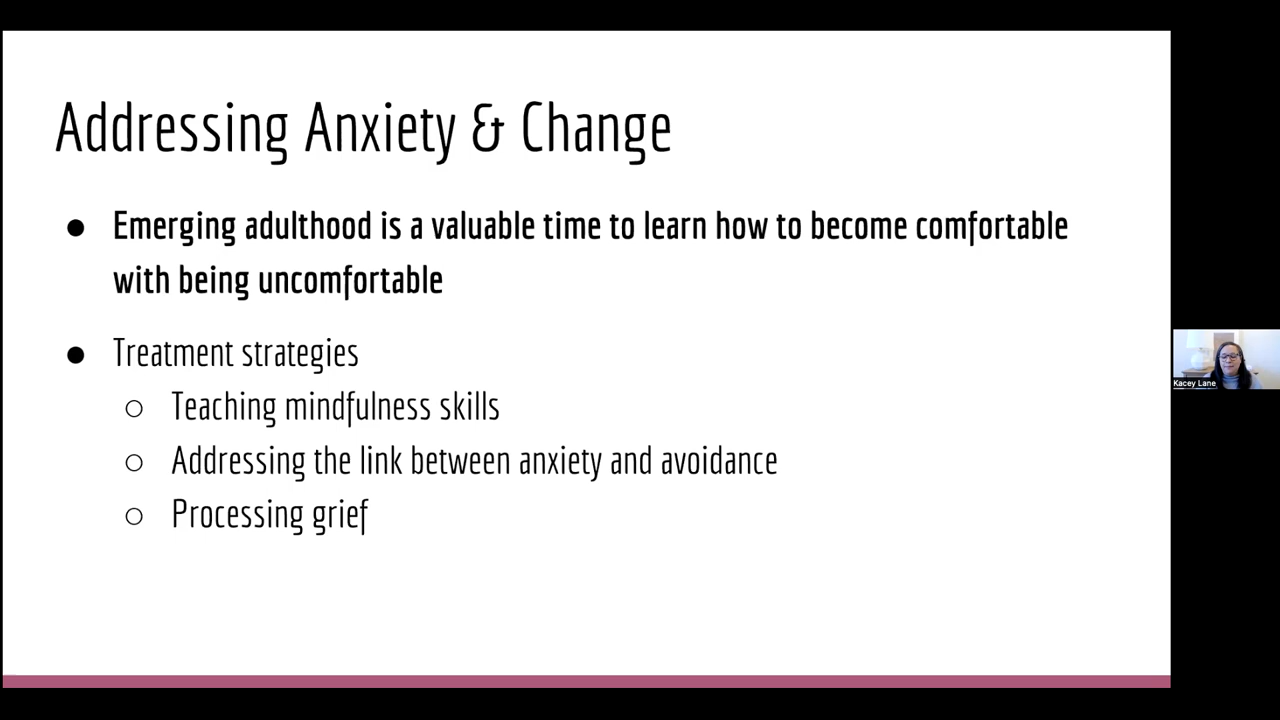 Addressing Anxiety & Change
● Emerging adulthood is a valuable time to learn how to become comfortable
with being uncomfortable
● Treatment strategies
○ Teaching mindfulness skills
○ Addressing the link between anxiety and avoidance
○ Processing grief
Kacey Lane